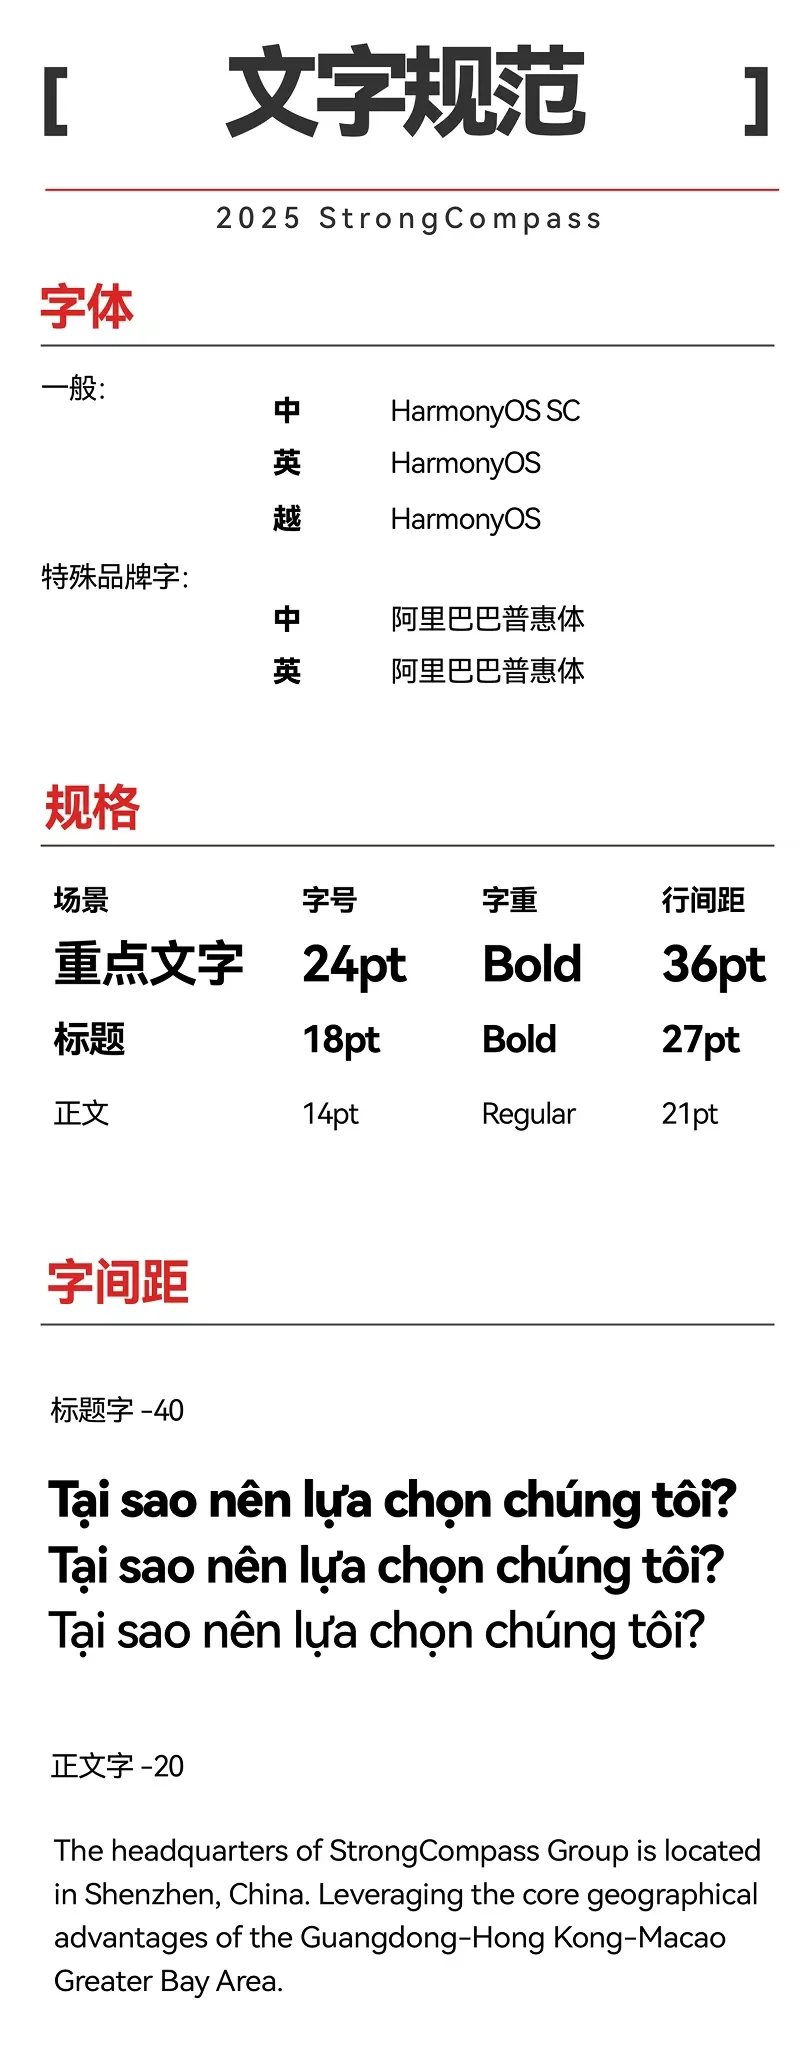 [ 文字规范 ]
2025 StrongCompass
字体
一般：
中 HarmonyOS SC
英 HarmonyOS
越 HarmonyOS
特殊品牌字：
中 阿里巴巴普惠体
英 阿里巴巴普惠体
规格
场景 字号 字重 行间距
重点文字 24pt Bold 36pt
标题 18pt Bold 27pt
正文 14pt Regular 21pt
字间距
标题字 -40
Tại sao nên lựa chọn chúng tôi?
Tại sao nên lựa chọn chúng tôi?
Tại sao nên lựa chọn chúng tôi?
正文字 -20
The headquarters of StrongCompass Group is located
in Shenzhen, China. Leveraging the core geographical
advantages of the Guangdong-Hong Kong-Macao
Greater Bay Area.